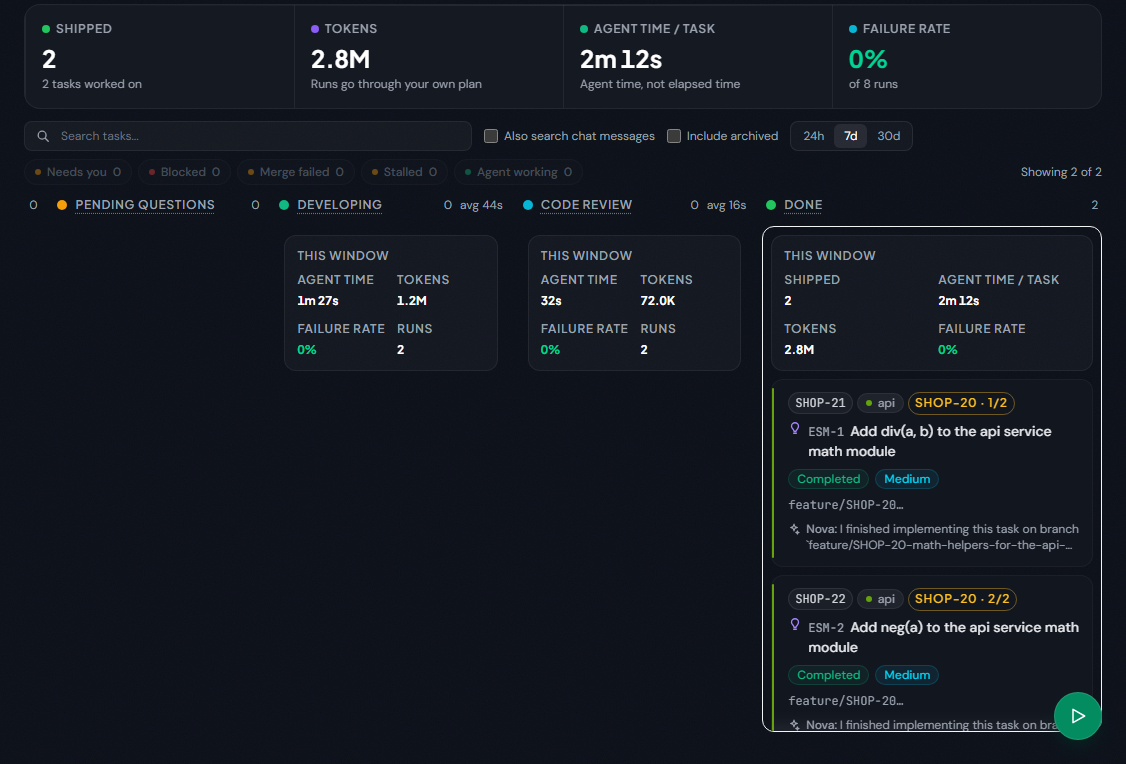 SHIPPED
2
2 tasks worked on
TOKENS
2.8M
Runs go through your own plan
AGENT TIME / TASK
2m 12s
Agent time, not elapsed time
FAILURE RATE
0%
of 8 runs
Search tasks...
Also search chat messages
Include archived
24h 7d 30d
Needs you 0
Blocked 0
Merge failed 0
Stalled 0
Agent working 0
Showing 2 of 2
0
PENDING QUESTIONS 0
DEVELOPING 0 avg 44s
CODE REVIEW 0 avg 16s
DONE 2
THIS WINDOW
AGENT TIME TOKENS
1m 27s 1.2M
FAILURE RATE RUNS
0% 2
THIS WINDOW
AGENT TIME TOKENS
32s 72.0K
FAILURE RATE RUNS
0% 2
THIS WINDOW
SHIPPED AGENT TIME / TASK
2 2m 12s
TOKENS FAILURE RATE
2.8M 0%
SHOP-21 api SHOP-20 · 1/2
ESM-1 Add div(a, b) to the api service
math module
Completed Medium
feature/SHOP-20…
Nova: I finished implementing this task on branch
`feature/SHOP-20-math-helpers-for-the-api-…
SHOP-22 api SHOP-20 · 2/2
ESM-2 Add neg(a) to the api service math
module
Completed Medium
feature/SHOP-20…
Nova: I finished implementing this task on